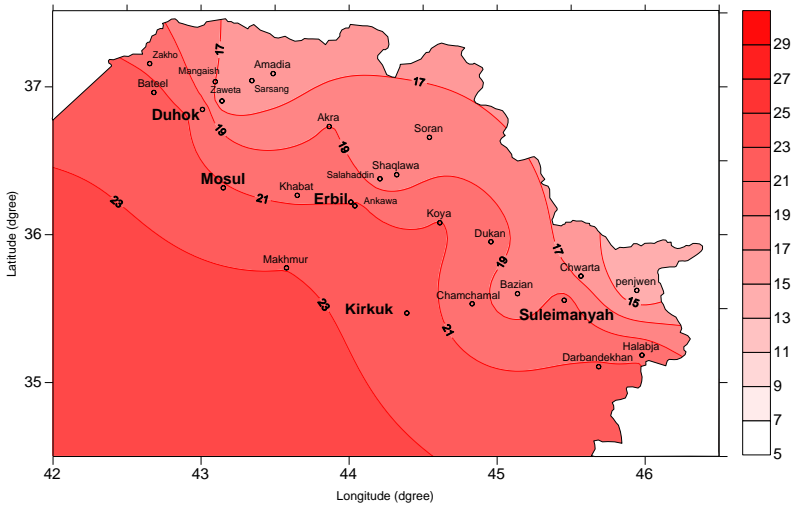 17
Zakho
Amadia
Mangaish
Sarsang
37
Bateel
Zaweta
17
Duhok
19
Akra
Soran
19
Shaqlawa
Salahaddin
Mosul
Khabat
21
Erbil
Ankawa
23
Koya
36
Dukan
17
Makhmur
19
Chwarta
penjwen
Bazian
15
Chamchamal
23
Kirkuk
Suleimanyah
21
Halabja
Darbandekhan
35
42
43
44
45
46
Longitude (dgree)
Latitude (dgree)
29
27
25
23
21
19
17
15
13
11
9
7
5